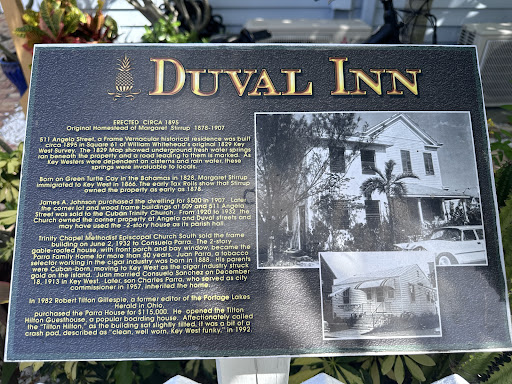 DUVAL INN
ERECTED CIRCA 1895
Original Homestead of Margaret Stirrup 1878-1907
511 Angela Street, a Frame Vernacular historical residence was built
circa 1895 in Square 61 of William Whitehead's original 1829 Key
West Survey. The 1829 Map showed underground fresh water springs
ran beneath the property and a road leading to them is marked. As
Key Westers were dependent on cisterns and rain water, these
springs were invaluable to locals.
Born on Green Turtle Cay in the Bahamas in 1828, Margaret Stirrup
immigrated to Key West in 1866. The early Tax Rolls show that Stirrup
owned the property as early as 1878.
James A. Johnson purchased the dwelling for $500 in 1907. Later
the corner lot and wood frame buildings at 509 and 511 Angela
Street was sold to the Cuban Trinity Church. From 1920 to 1932 the
Church owned the corner property at Angela and Duval streets and
may have used the -2-story house as its parish hall.
Trinity Chapel Methodist Episcopal Church South sold the frame
building on June 2, 1932 to Consuela Parra. The 2-story
gable-roofed house, with front porch and bay window, became the
Parra Family Home for more than 50 years. Juan Parra, a tobacco
selector working in the cigar industry was born in 1888. His parents
were Cuban-born, moving to Key West as the cigar industry struck
gold on the island. Juan married Consuelo Sanchez on December
18, 1913 in Key West. Later, son Charles Parra, who served as city
commissioner in 1957, inherited the home.
In 1982 Robert Tilton Gillespie, a former editor of the Portage Lakes
Herald in Ohio,
purchased the Parra House for $115,000. He opened the Tilton
Hilton Guesthouse, a popular boarding house. Affectionately called
the "Tilton Hilton," as the building sat slightly tilted, it was a bit of a
crash pad, described as "clean, well worn, Key West funky," in 1992.